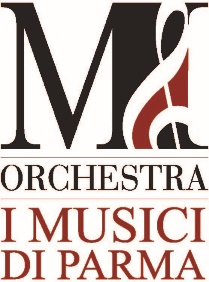 M
ORCHESTRA
I MUSICI
DI PARMA